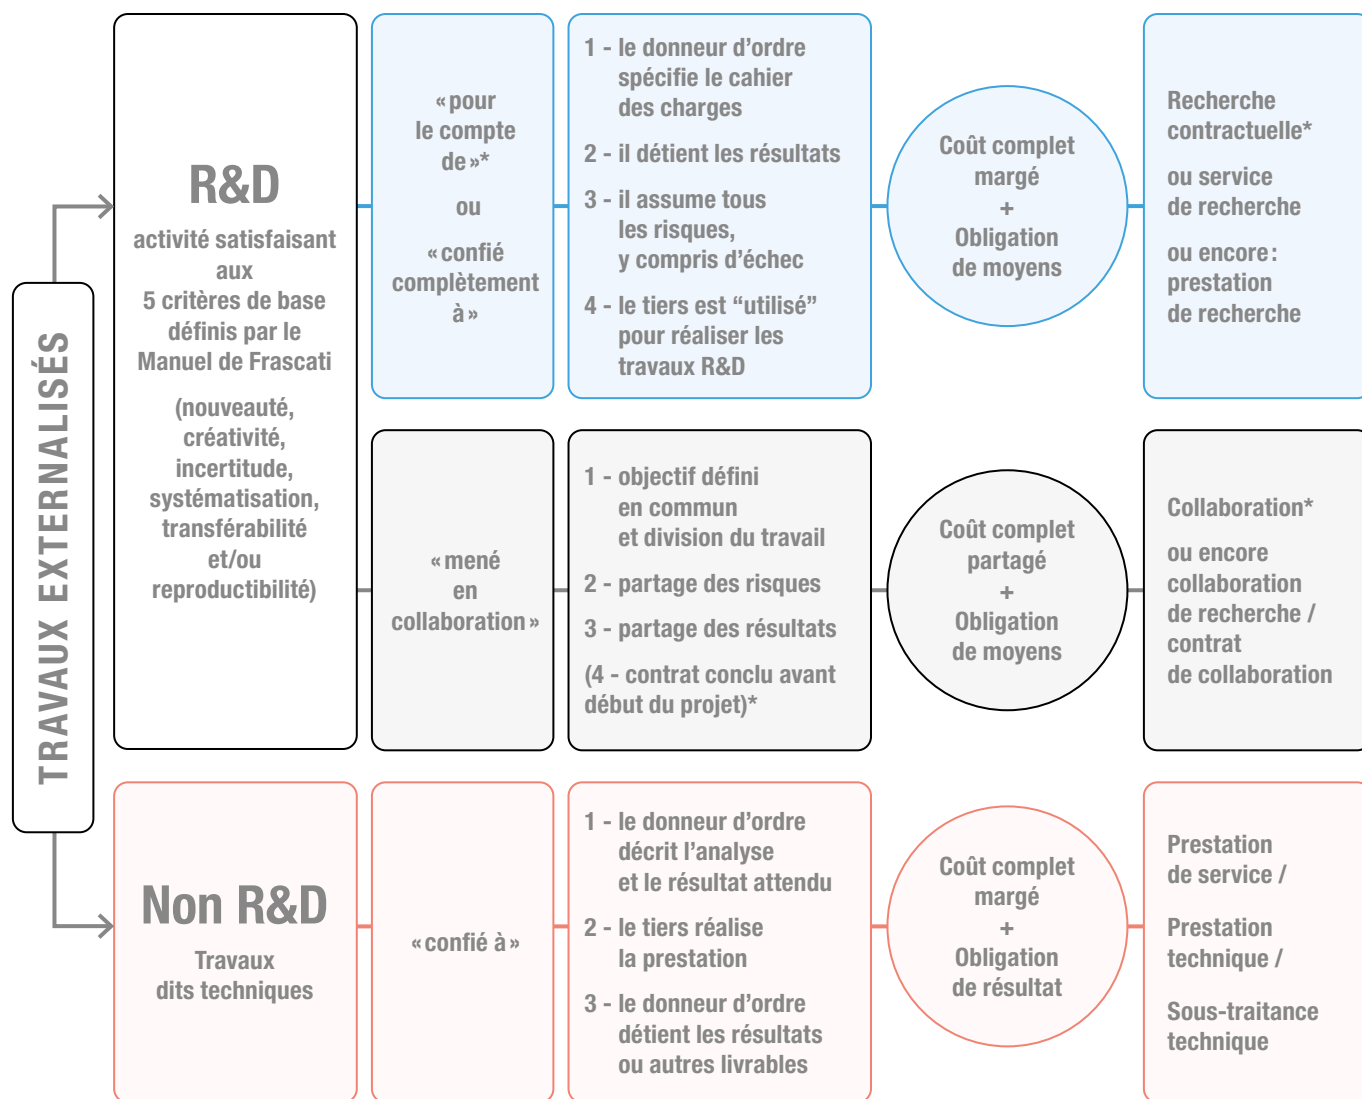 TRAVAUX EXTERNALISÉS
R&D
activité satisfaisant
aux
5 critères de base
définis par le
Manuel de Frascati
(nouveauté,
créativité,
incertitude,
systématisation,
transférabilité
et/ou
reproductibilité)
« pour
le compte
de »*
ou
« confié
complètement
à »
1 - le donneur d’ordre
spécifie le cahier
des charges
2 - il détient les résultats
3 - il assume tous
les risques,
y compris d’échec
4 - le tiers est “utilisé”
pour réaliser les
travaux R&D
Coût complet
margé
+
Obligation
de moyens
Recherche
contractuelle*
ou service
de recherche
ou encore :
prestation
de recherche
« mené
en
collaboration »
1 - objectif défini
en commun
et division du travail
2 - partage des risques
3 - partage des résultats
(4 - contrat conclu avant
début du projet)*
Coût complet
partagé
+
Obligation
de moyens
Collaboration*
ou encore
collaboration
de recherche /
contrat
de collaboration
Non R&D
Travaux
dits techniques
« confié à »
1 - le donneur d’ordre
décrit l’analyse
et le résultat attendu
2 - le tiers réalise
la prestation
3 - le donneur d’ordre
détient les résultats
ou autres livrables
Coût complet
margé
+
Obligation
de résultat
Prestation
de service /
Prestation
technique /
Sous-traitance
technique